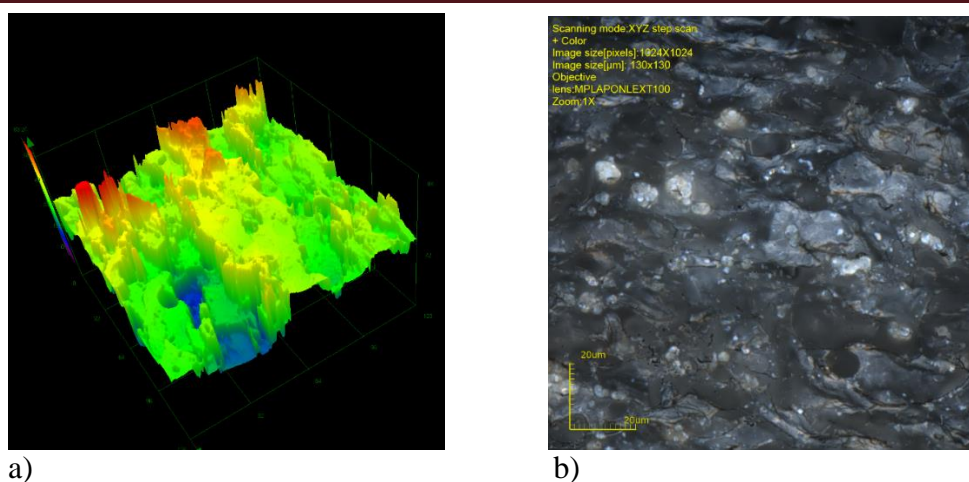 Scanning mode:XYZ step scan
+ Color
Image size[pixels]:1024X1024
Image size[µm]: 130x130
Objective
lens:MPLAPONLEXT100
Zoom:1X
20um
20um
a)
b)